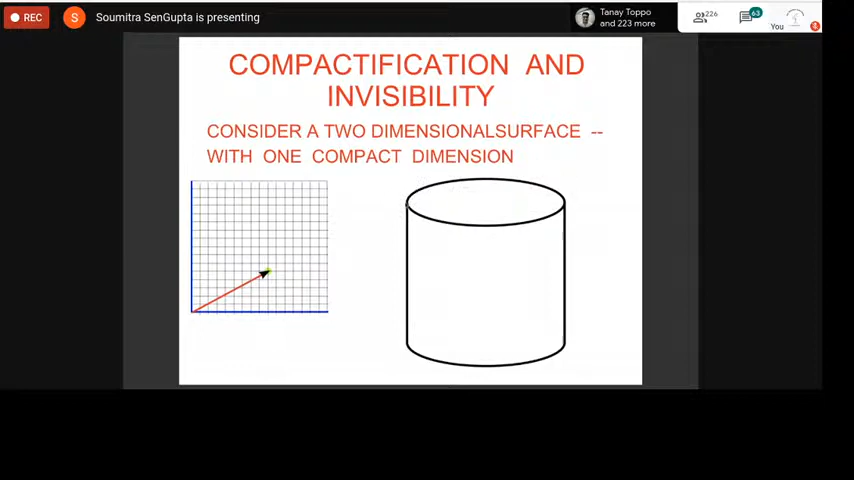 REC
S
Soumitra SenGupta is presenting
Tanay Toppo
and 223 more
226
63
You
COMPACTIFICATION AND
INVISIBILITY
CONSIDER A TWO DIMENSIONALSURFACE --
WITH ONE COMPACT DIMENSION